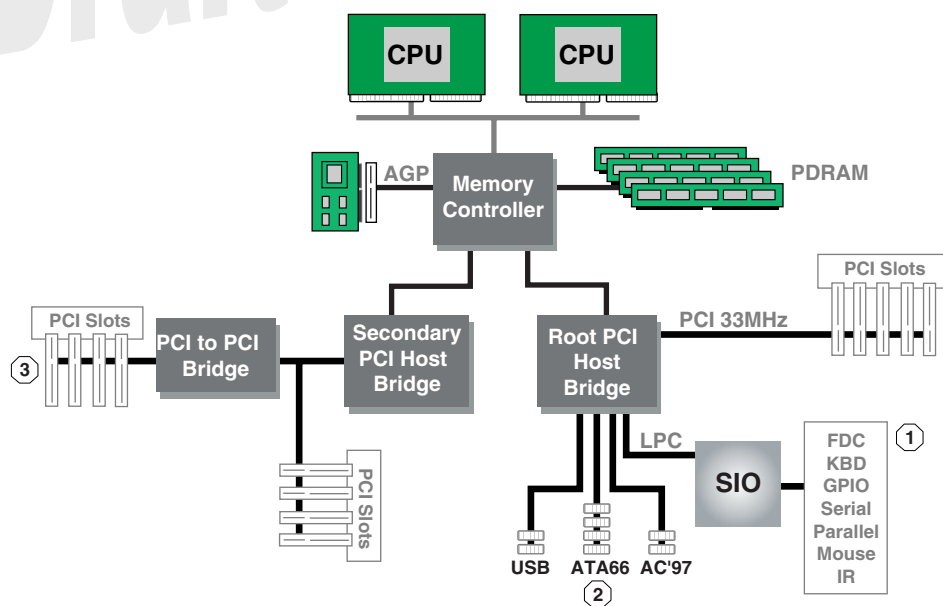 Draft
CPU
CPU
AGP
Memory
Controller
PDRAM
PCI Slots
PCI Slots
PCI to PCI
Bridge
Secondary
PCI Host
Bridge
Root PCI
Host
Bridge
PCI 33MHz
3
PCI Slots
LPC
SIO
1
FDC
KBD
GPIO
Serial
Parallel
Mouse
IR
USB
ATA66
AC'97
2